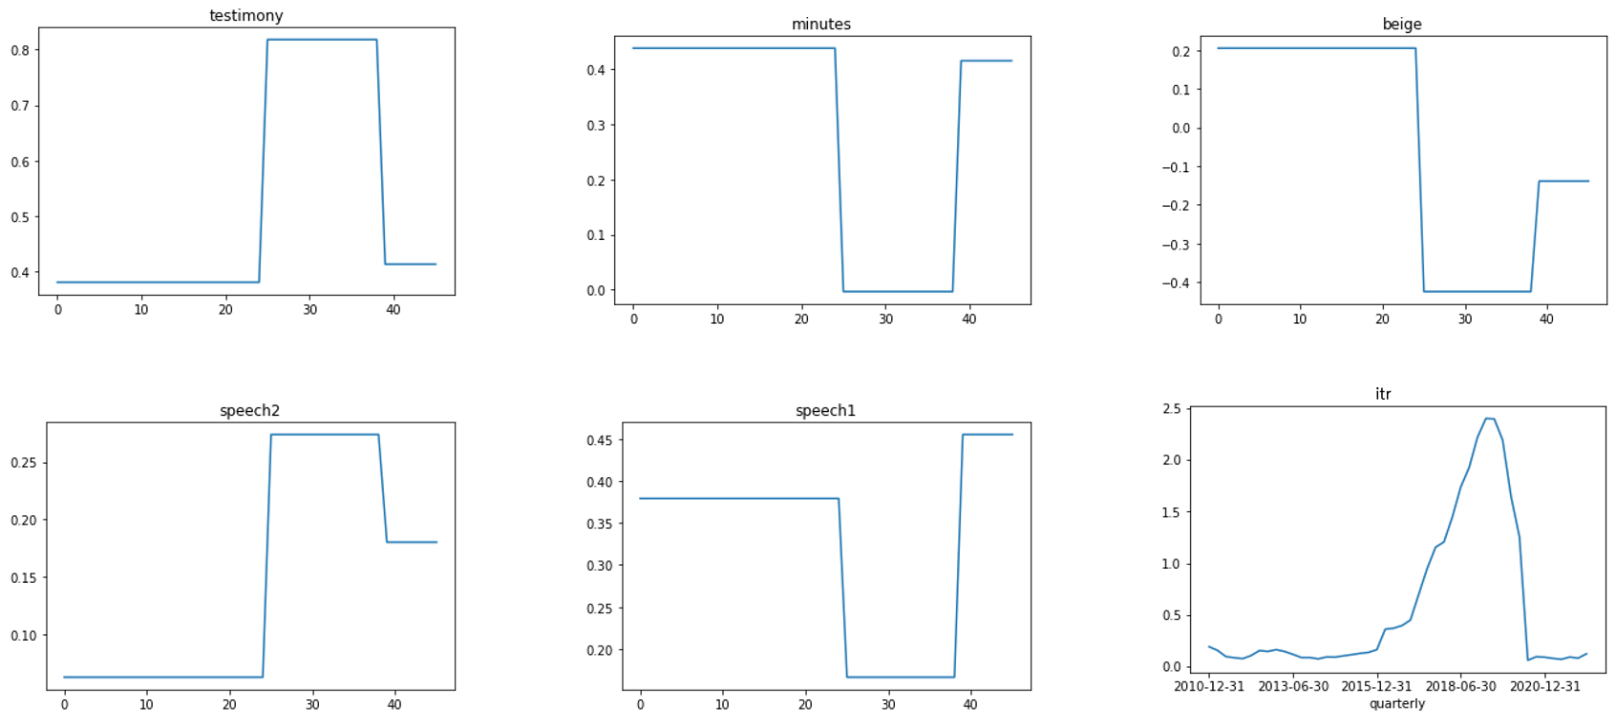 testimony
0.8
0.7
0.6
0.5
0.4
0 10 20 30 40
minutes
0.4
0.3
0.2
0.1
0.0
0 10 20 30 40
beige
0.2
0.1
0.0
−0.1
−0.2
−0.3
−0.4
0 10 20 30 40
speech2
0.25
0.20
0.15
0.10
0 10 20 30 40
speech1
0.45
0.40
0.35
0.30
0.25
0.20
0 10 20 30 40
itr
2.5
2.0
1.5
1.0
0.5
0.0
2010-12-31 2013-06-30 2015-12-31 2018-06-30 2020-12-31
quarterly